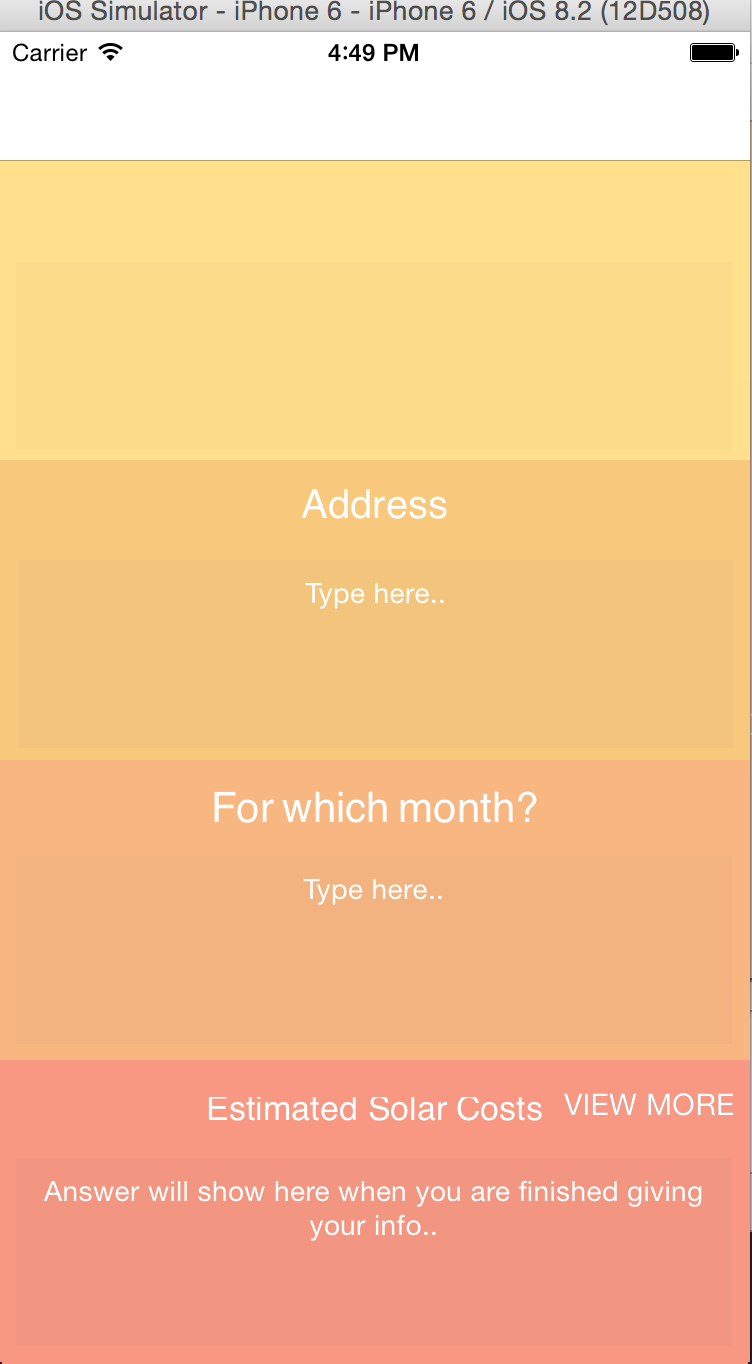 iOS Simulator - iPhone 6 - iPhone 6 / iOS 8.2 (12D508)
Carrier 4:49 PM
Address
Type here..
For which month?
Type here..
Estimated Solar Costs VIEW MORE
Answer will show here when you are finished giving
your info..